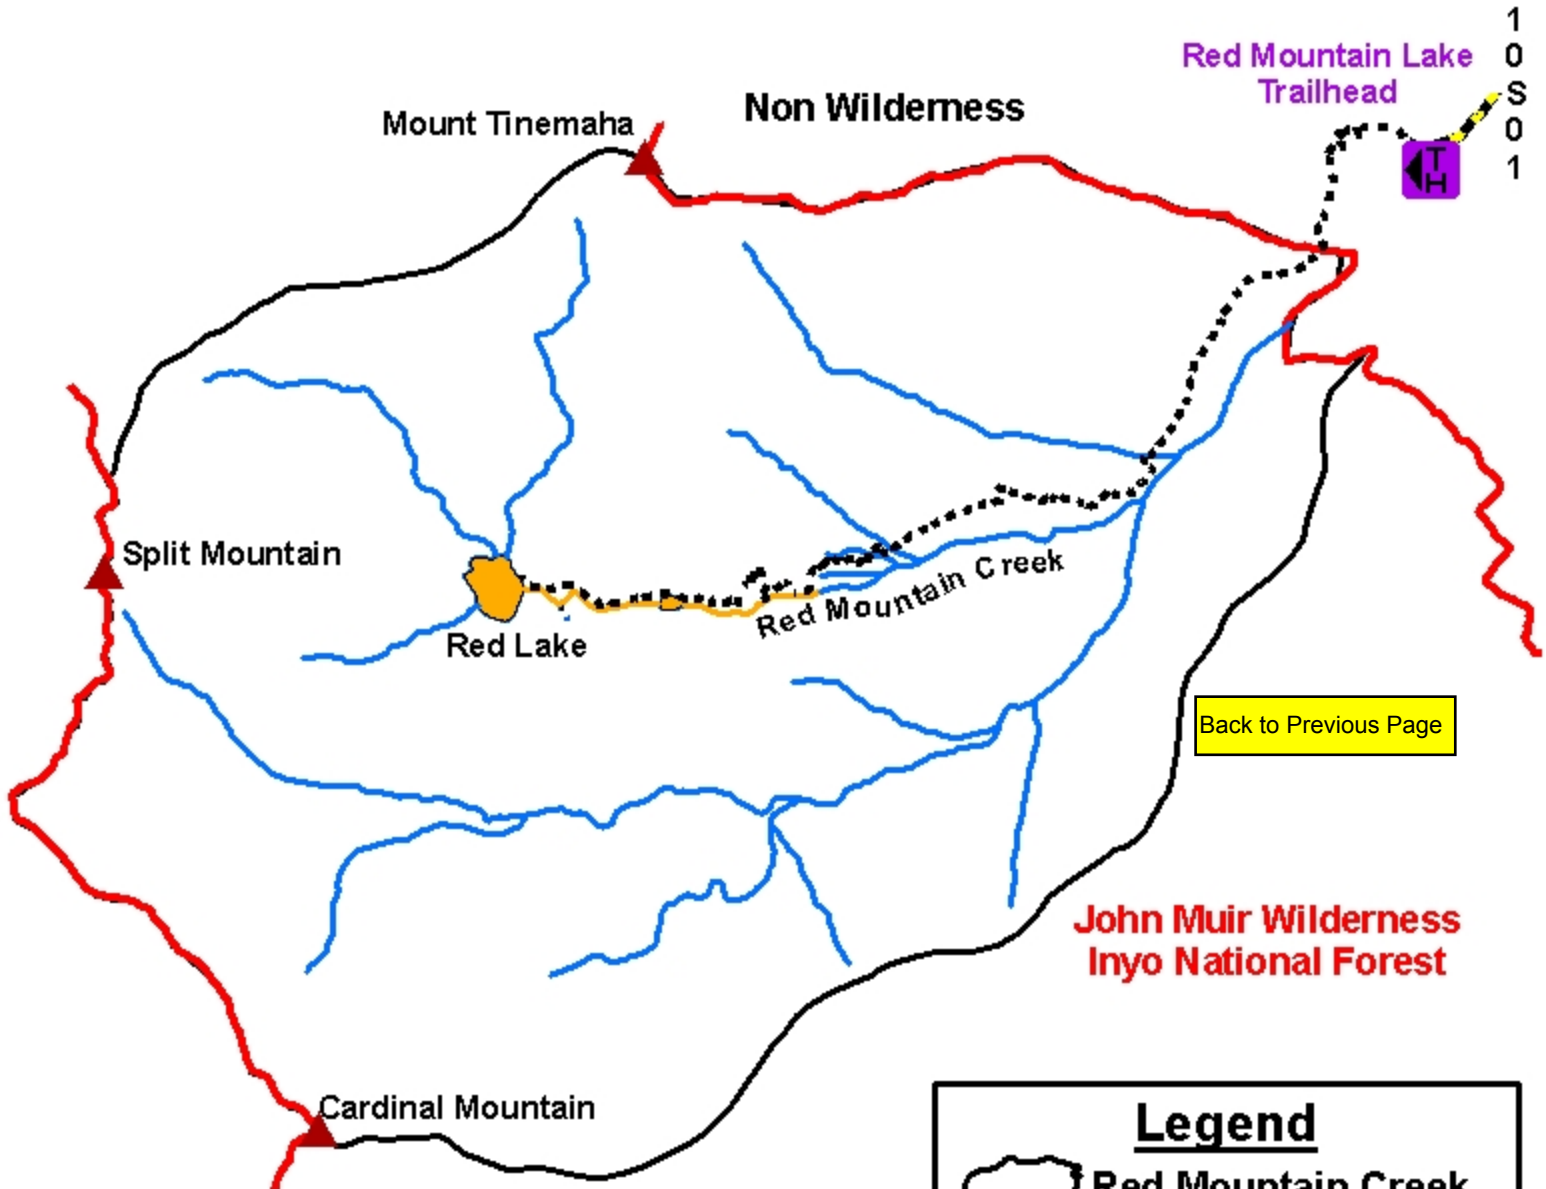 1
0
S
0
1
Red Mountain Lake
Trailhead
Non Wilderness
Mount Tinemaha
T
H
Split Mountain
Red Mountain Creek
Red Lake
Back to Previous Page
John Muir Wilderness
Inyo National Forest
Cardinal Mountain
Legend
Red Mountain Creek